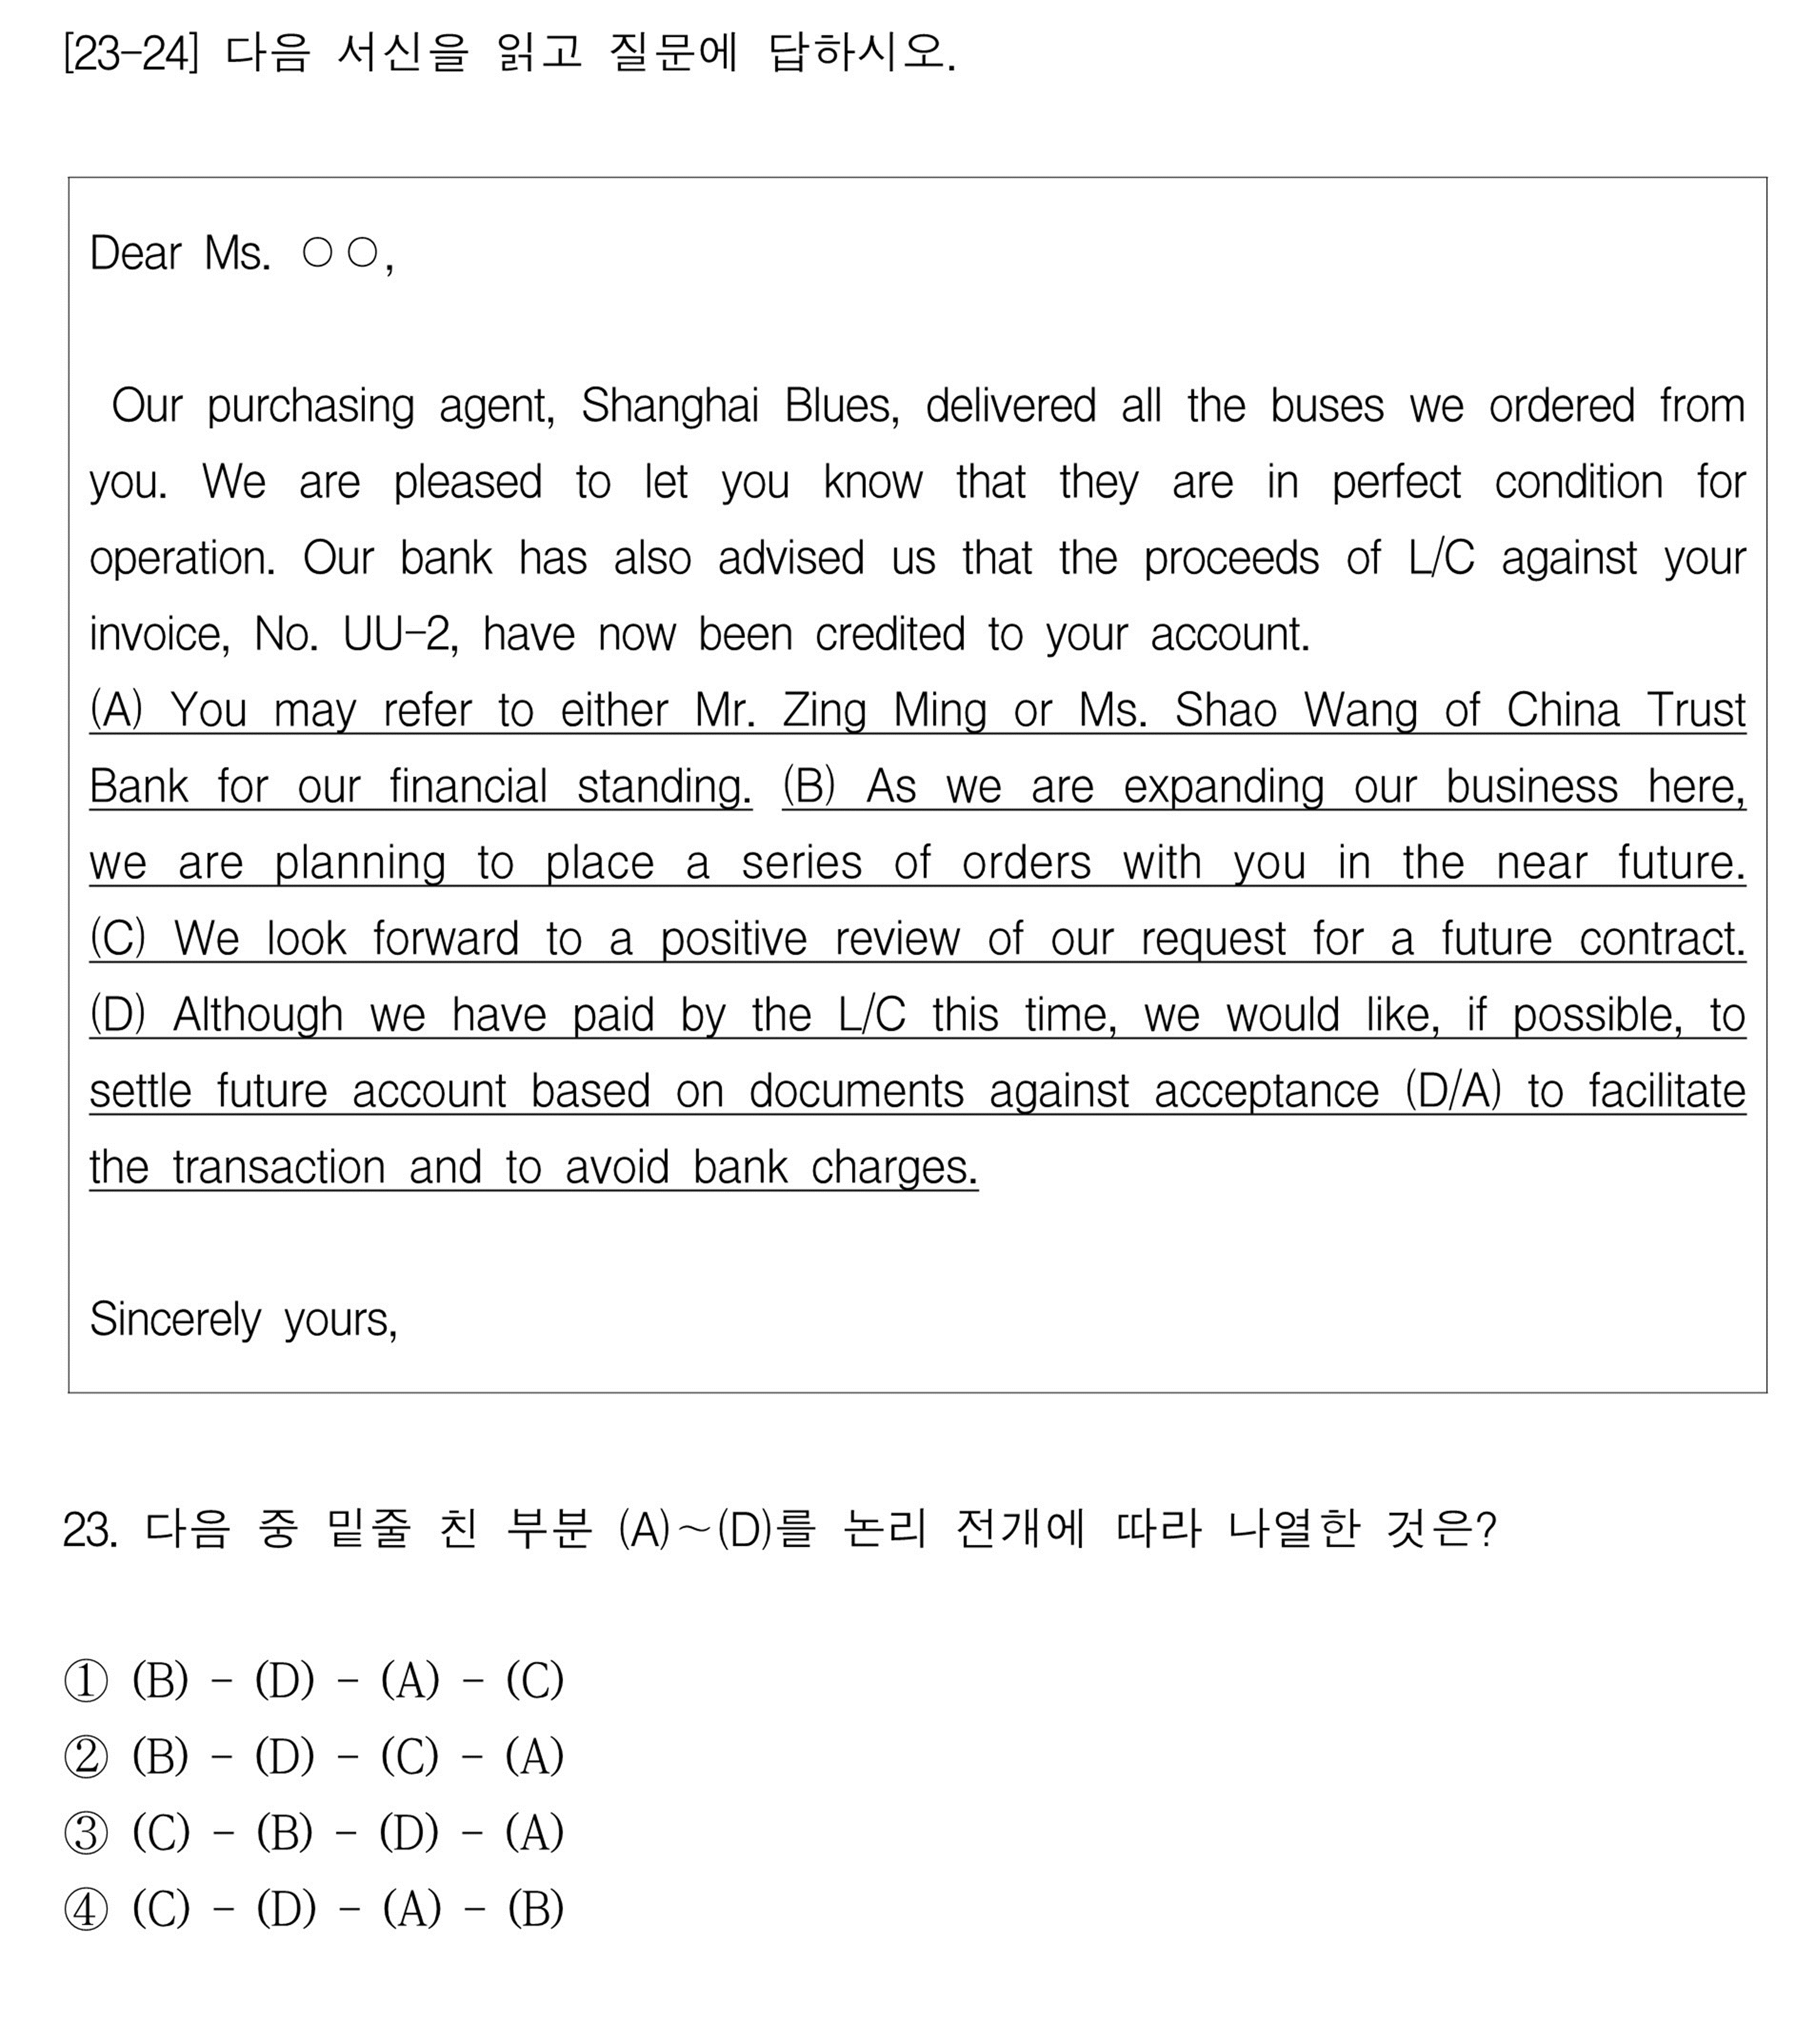 [23-24] 다음 서신을 읽고 질문에 답하시오.
Dear Ms. ○○,
Our purchasing agent, Shanghai Blues, delivered all the buses we ordered from
you. We are pleased to let you know that they are in perfect condition for
operation. Our bank has also advised us that the proceeds of L/C against your
invoice, No. UU-2, have now been credited to your account.
(A) You may refer to either Mr. Zing Ming or Ms. Shao Wang of China Trust
Bank for our financial standing. (B) As we are expanding our business here,
we are planning to place a series of orders with you in the near future.
(C) We look forward to a positive review of our request for a future contract.
(D) Although we have paid by the L/C this time, we would like, if possible, to
settle future account based on documents against acceptance (D/A) to facilitate
the transaction and to avoid bank charges.
Sincerely yours,
23. 다음 중 밑줄 친 부분 (A)~(D)를 논리 전개에 따라 나열한 것은?
① (B) - (D) - (A) - (C)
② (B) - (D) - (C) - (A)
③ (C) - (B) - (D) - (A)
④ (C) - (D) - (A) - (B)